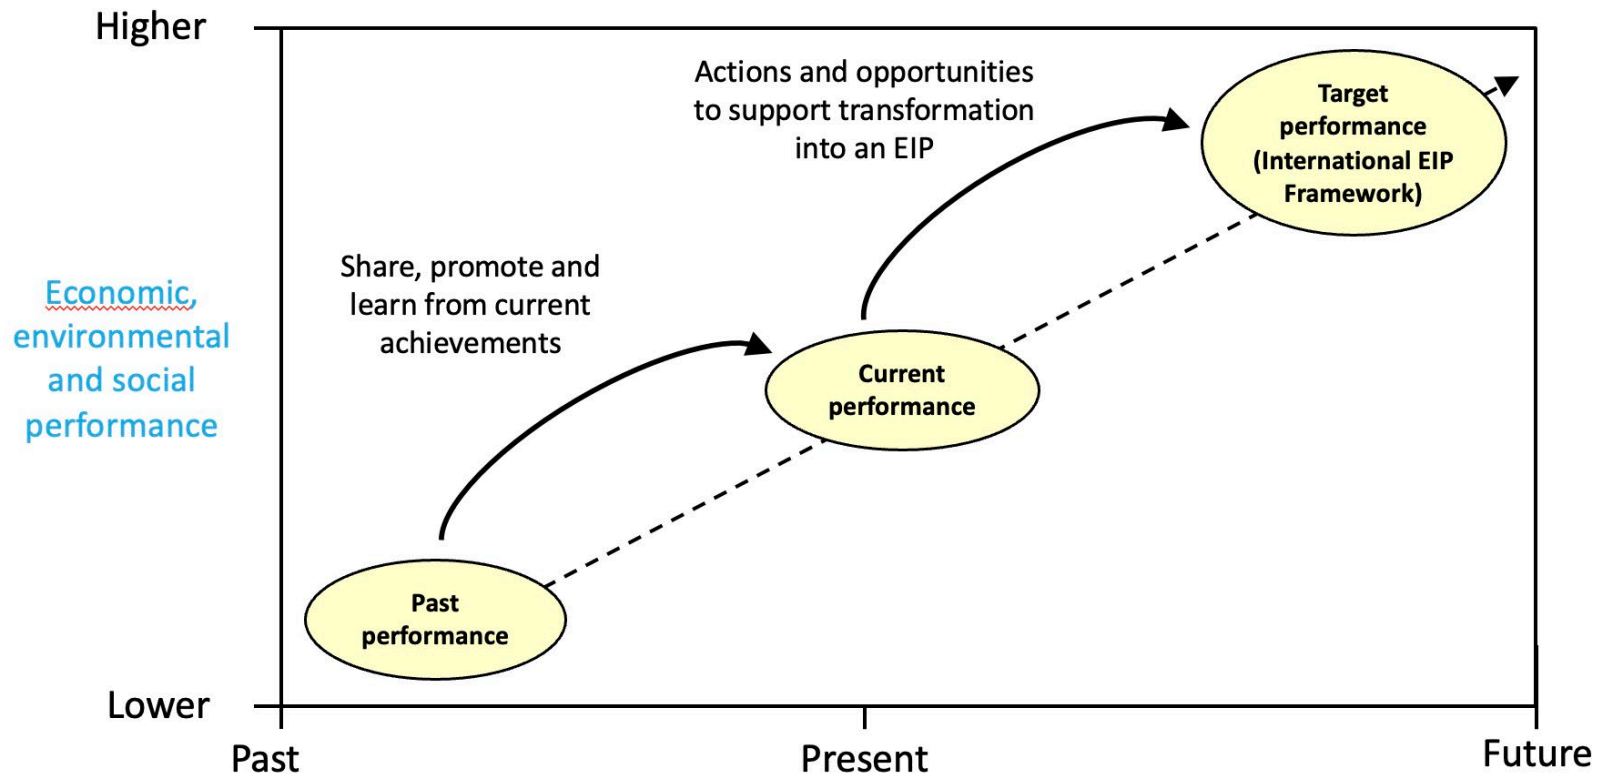 Higher
Actions and opportunities
to support transformation
into an EIP
Target
performance
(International EIP
Framework)
Share, promote and
learn from current
achievements
Economic,
environmental
and social
performance
Current
performance
Past
performance
Lower
Past
Present
Future